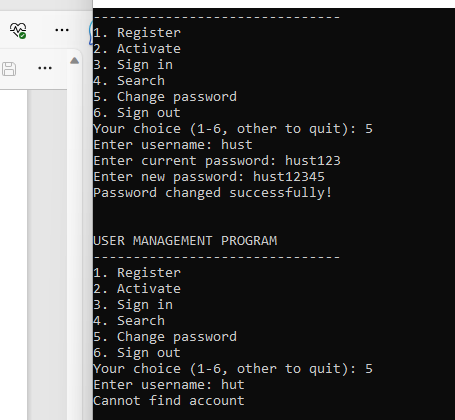 -------------------------------
1. Register
2. Activate
3. Sign in
4. Search
5. Change password
6. Sign out
Your choice (1-6, other to quit): 5
Enter username: hust
Enter current password: hust123
Enter new password: hust12345
Password changed successfully!
USER MANAGEMENT PROGRAM
-------------------------------
1. Register
2. Activate
3. Sign in
4. Search
5. Change password
6. Sign out
Your choice (1-6, other to quit): 5
Enter username: hut
Cannot find account